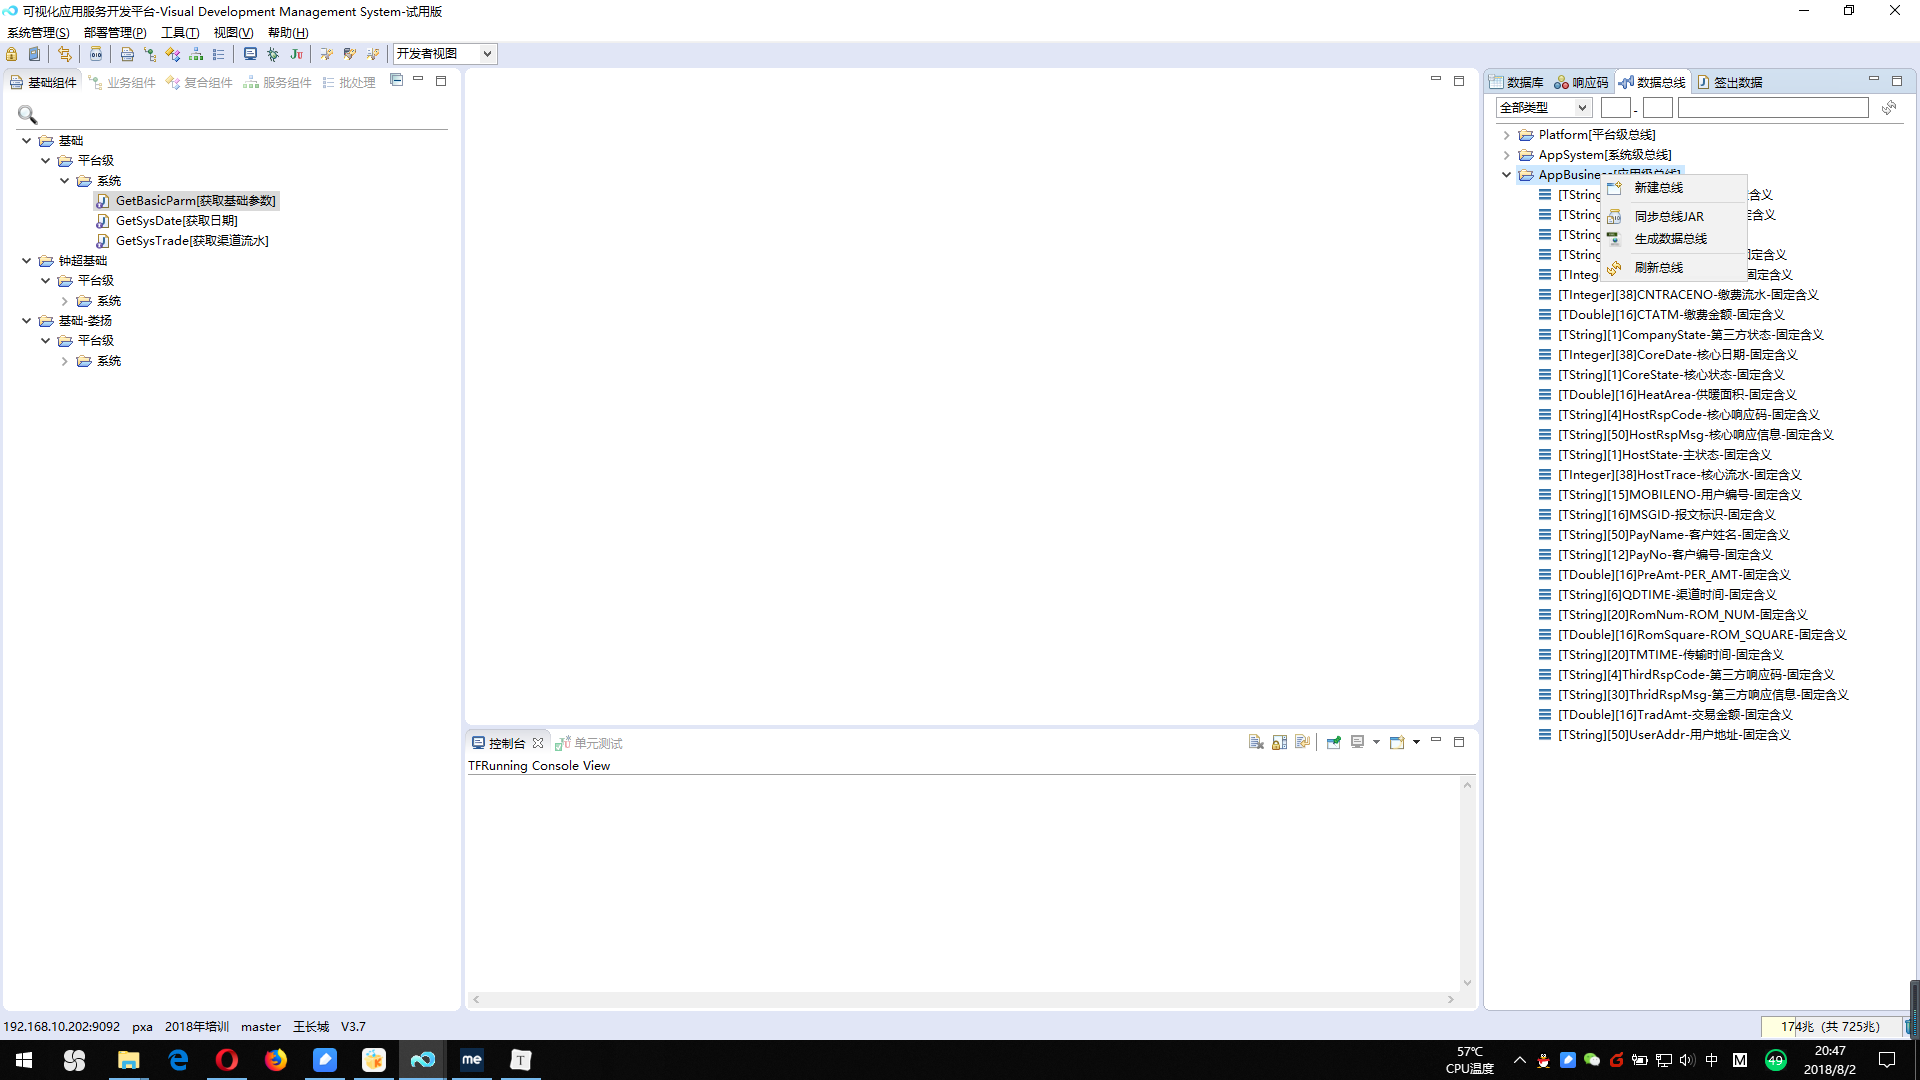 可视化应用服务开发平台-Visual Development Management System-试用版
系统管理(S) 部署管理(P) 工具(T) 视图(V) 帮助(H)
开发者视图
基础组件 业务组件 复合组件 服务组件 批处理
基础
平台级
系统
GetBasicParm[获取基础参数]
GetSysDate[获取日期]
GetSysTrade[获取渠道流水]
钟超基础
平台级
系统
基础-娄扬
平台级
系统
控制台 单元测试
TFRunning Console View
数据库 响应码 数据总线 签出数据
全部类型 -
Platform[平台级总线]
AppSystem[系统级总线]
AppBusiness[应用级总线]
新建总线
同步总线JAR
生成数据总线
刷新总线
[TString 含义
[TString 定含义
[TString
[TString 固定含义
[TInteg 固定含义
[TInteger][38]CNTRACENO-缴费流水-固定含义
[TDouble][16]CTATM-缴费金额-固定含义
[TString][1]CompanyState-第三方状态-固定含义
[TInteger][38]CoreDate-核心日期-固定含义
[TString][1]CoreState-核心状态-固定含义
[TDouble][16]HeatArea-供暖面积-固定含义
[TString][4]HostRspCode-核心响应码-固定含义
[TString][50]HostRspMsg-核心响应信息-固定含义
[TString][1]HostState-主状态-固定含义
[TInteger][38]HostTrace-核心流水-固定含义
[TString][15]MOBILENO-用户编号-固定含义
[TString][16]MSGID-报文标识-固定含义
[TString][50]PayName-客户姓名-固定含义
[TString][12]PayNo-客户编号-固定含义
[TDouble][16]PreAmt-PER_AMT-固定含义
[TString][6]QDTIME-渠道时间-固定含义
[TString][20]RomNum-ROM_NUM-固定含义
[TDouble][16]RomSquare-ROM_SQUARE-固定含义
[TString][20]TMTIME-传输时间-固定含义
[TString][4]ThirdRspCode-第三方响应码-固定含义
[TString][30]ThridRspMsg-第三方响应信息-固定含义
[TDouble][16]TradAmt-交易金额-固定含义
[TString][50]UserAddr-用户地址-固定含义
192.168.10.202:9092 pxa 2018年培训 master 王长城 V3.7
174兆 (共 725兆)
me T
57℃
CPU温度
中 M 49
20:47
2018/8/2